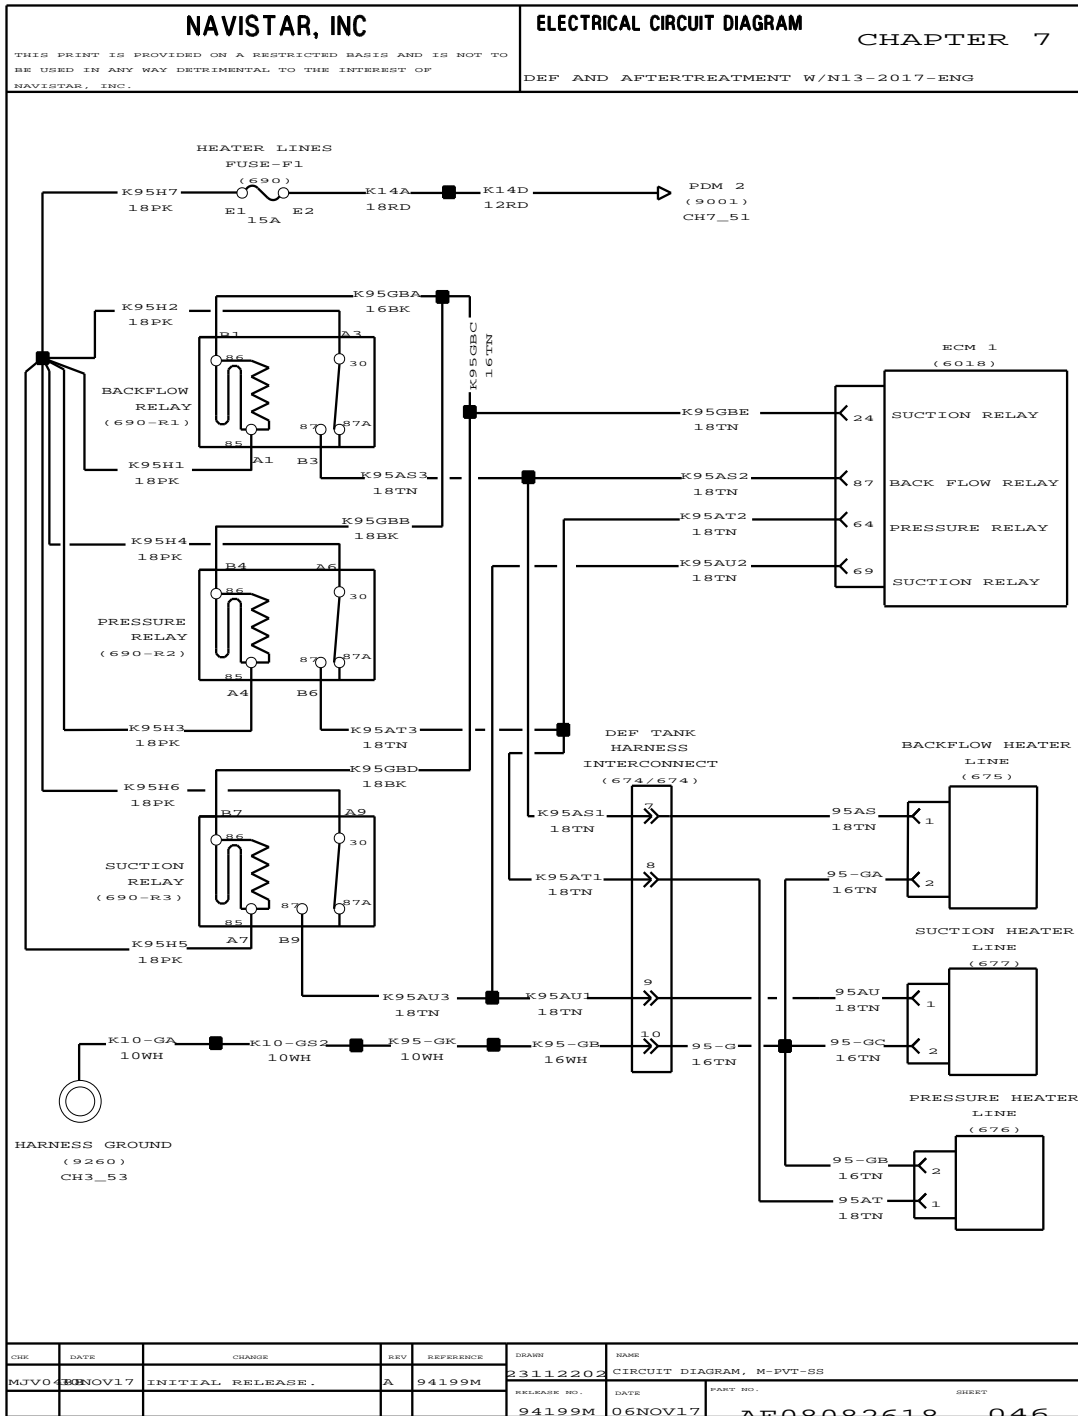 NAVISTAR, INC
THIS PRINT IS PROVIDED ON A RESTRICTED BASIS AND IS NOT TO
BE USED IN ANY WAY DETRIMENTAL TO THE INTEREST OF
NAVISTAR, INC.
ELECTRICAL CIRCUIT DIAGRAM
CHAPTER 7
DEF AND AFTERTREATMENT W/N13-2017-ENG
HEATER LINES
FUSE-F1
(690)
K95H7
18PK
E1
15A
E2
K14A
18RD
K14D
12RD
PDM 2
(9001)
CH7_51
K95H2
18PK
K95GBA
16BK
K95GBC
16TN
B1
A3
86
30
BACKFLOW
RELAY
(690-R1)
87
87A
85
A1
B3
K95H1
18PK
K95AS3
18TN
ECM 1
(6018)
K95GBE
18TN
24
SUCTION RELAY
K95AS2
18TN
87
BACK FLOW RELAY
K95AT2
18TN
64
PRESSURE RELAY
K95AU2
18TN
69
SUCTION RELAY
K95GBB
18BK
K95H4
18PK
B4
A6
86
30
PRESSURE
RELAY
(690-R2)
87
87A
85
A4
B6
K95H3
18PK
K95AT3
18TN
K95GBD
18BK
K95H6
18PK
B7
A9
86
30
SUCTION
RELAY
(690-R3)
87
87A
85
A7
B9
K95H5
18PK
K95AU3
18TN
DEF TANK
HARNESS
INTERCONNECT
(674/674)
K95AS1
18TN
7
K95AT1
18TN
8
K95AU1
18TN
9
K95-GB
16WH
10
95AS
18TN
1
95-GA
16TN
2
BACKFLOW HEATER
LINE
(675)
SUCTION HEATER
LINE
(677)
95AU
18TN
1
95-G
16TN
95-GC
16TN
2
PRESSURE HEATER
LINE
(676)
95-GB
16TN
2
95AT
18TN
1
K10-GA
10WH
K10-GS2
10WH
K95-GK
10WH
HARNESS GROUND
(9260)
CH3_53
CHK
DATE
CHANGE
REV
REFERENCE
DRAWN
NAME
NOV17
INITIAL RELEASE.
A
94199M
23112202
CIRCUIT DIAGRAM, M-PVT-SS
RELEASE NO.
DATE
PART NO.
SHEET
94199M
06NOV17
AF08082618
046